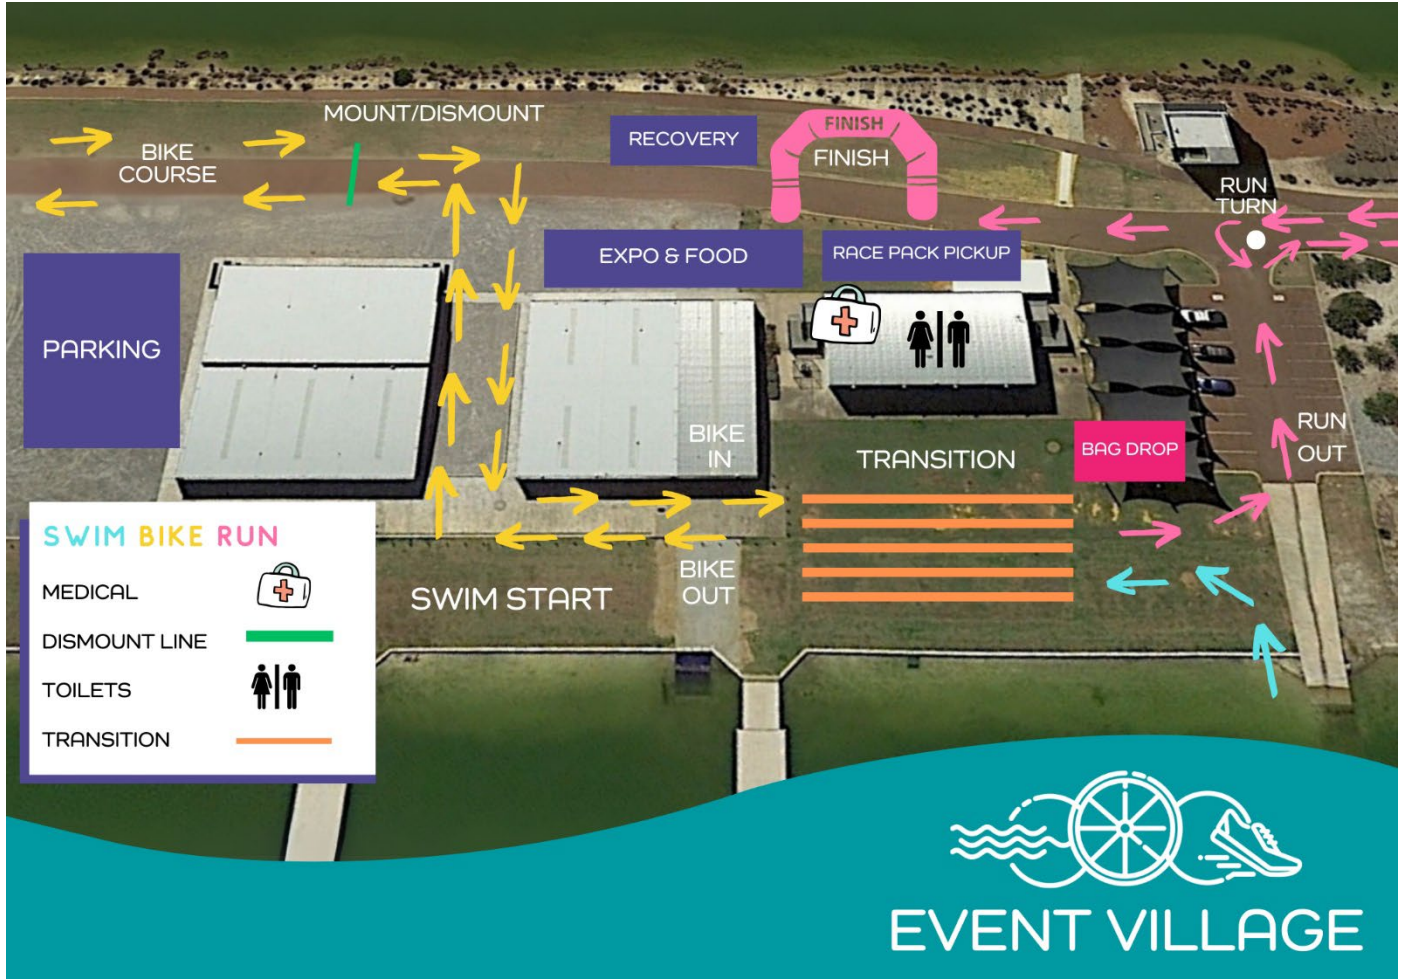 MOUNT/DISMOUNT
BIKE
COURSE
RECOVERY
FINISH
FINISH
RUN
TURN
EXPO & FOOD
RACE PACK PICKUP
PARKING
BIKE
IN
TRANSITION
BAG DROP
RUN
OUT
SWIM START
BIKE
OUT
SWIM BIKE RUN
MEDICAL
DISMOUNT LINE
TOILETS
TRANSITION
EVENT VILLAGE